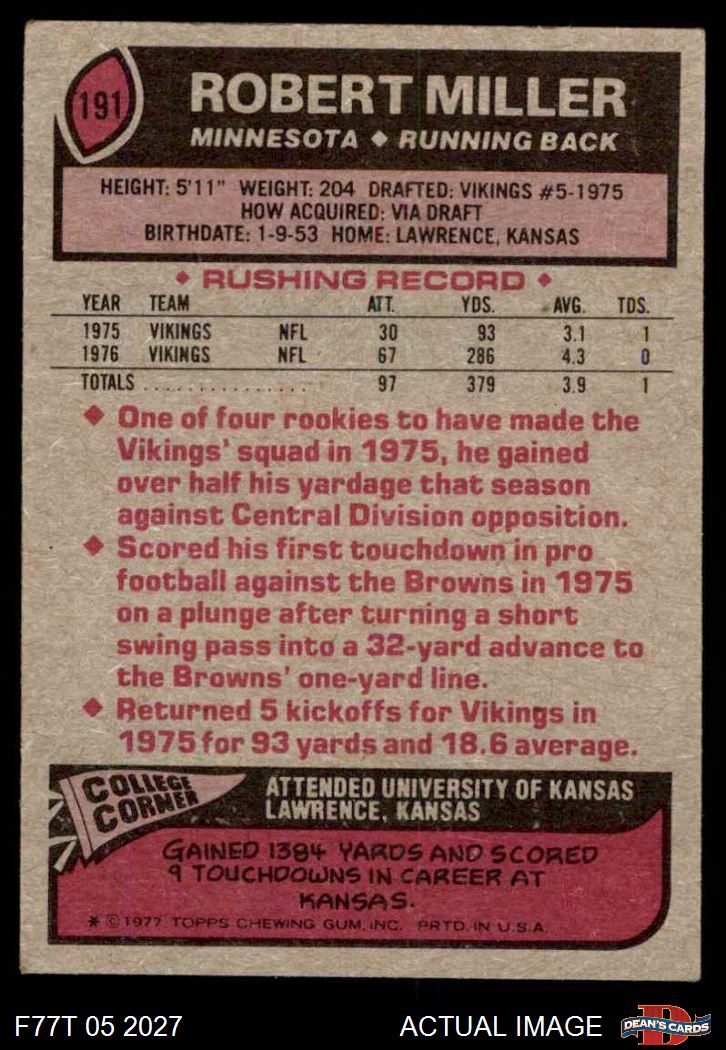 191
ROBERT MILLER
MINNESOTA ◆ RUNNING BACK
HEIGHT: 5'11" WEIGHT: 204 DRAFTED: VIKINGS #5-1975
HOW ACQUIRED: VIA DRAFT
BIRTHDATE: 1-9-53 HOME: LAWRENCE, KANSAS
◆ RUSHING RECORD ◆
YEAR TEAM ATT. YDS. AVG. TDS.
1975 VIKINGS NFL 30 93 3.1 1
1976 VIKINGS NFL 67 286 4.3 0
TOTALS ................ 97 379 3.9 1
◆ One of four rookies to have made the
Vikings' squad in 1975, he gained
over half his yardage that season
against Central Division opposition.
◆ Scored his first touchdown in pro
football against the Browns in 1975
on a plunge after turning a short
swing pass into a 32-yard advance to
the Browns' one-yard line.
◆ Returned 5 kickoffs for Vikings in
1975 for 93 yards and 18.6 average.
COLLEGE
CORNER
ATTENDED UNIVERSITY OF KANSAS
LAWRENCE, KANSAS
GAINED 1384 YARDS AND SCORED
9 TOUCHDOWNS IN CAREER AT
KANSAS.
* © 1977 TOPPS CHEWING GUM, INC. PRTD. IN U.S.A.
F77T 05 2027
ACTUAL IMAGE
D
DEAN'S CARDS